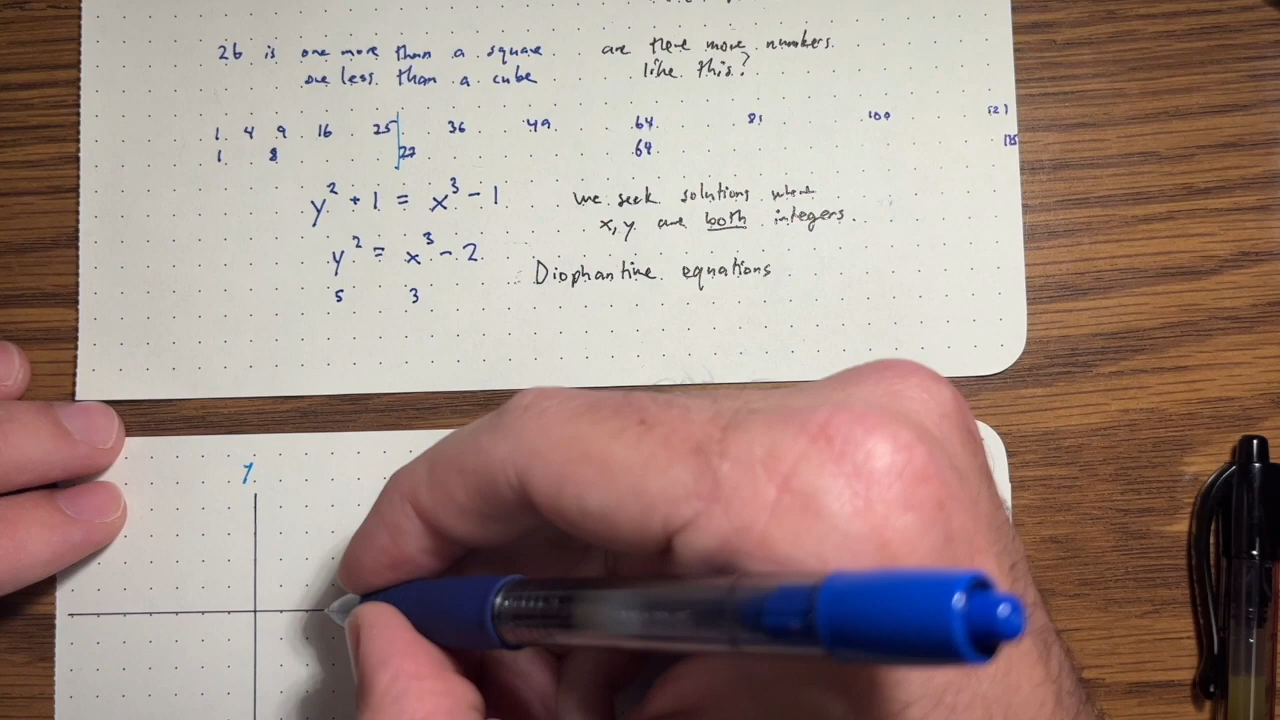 26 is one more than a square
one less than a cube
are there more numbers
like this?
1 4 9 16 25 36 49 64 81 100 121
1 8 27 64 125
y² + 1 = x³ - 1
y² = x³ - 2
5 3
we seek solutions where
x, y are both integers.
Diophantine equations
y